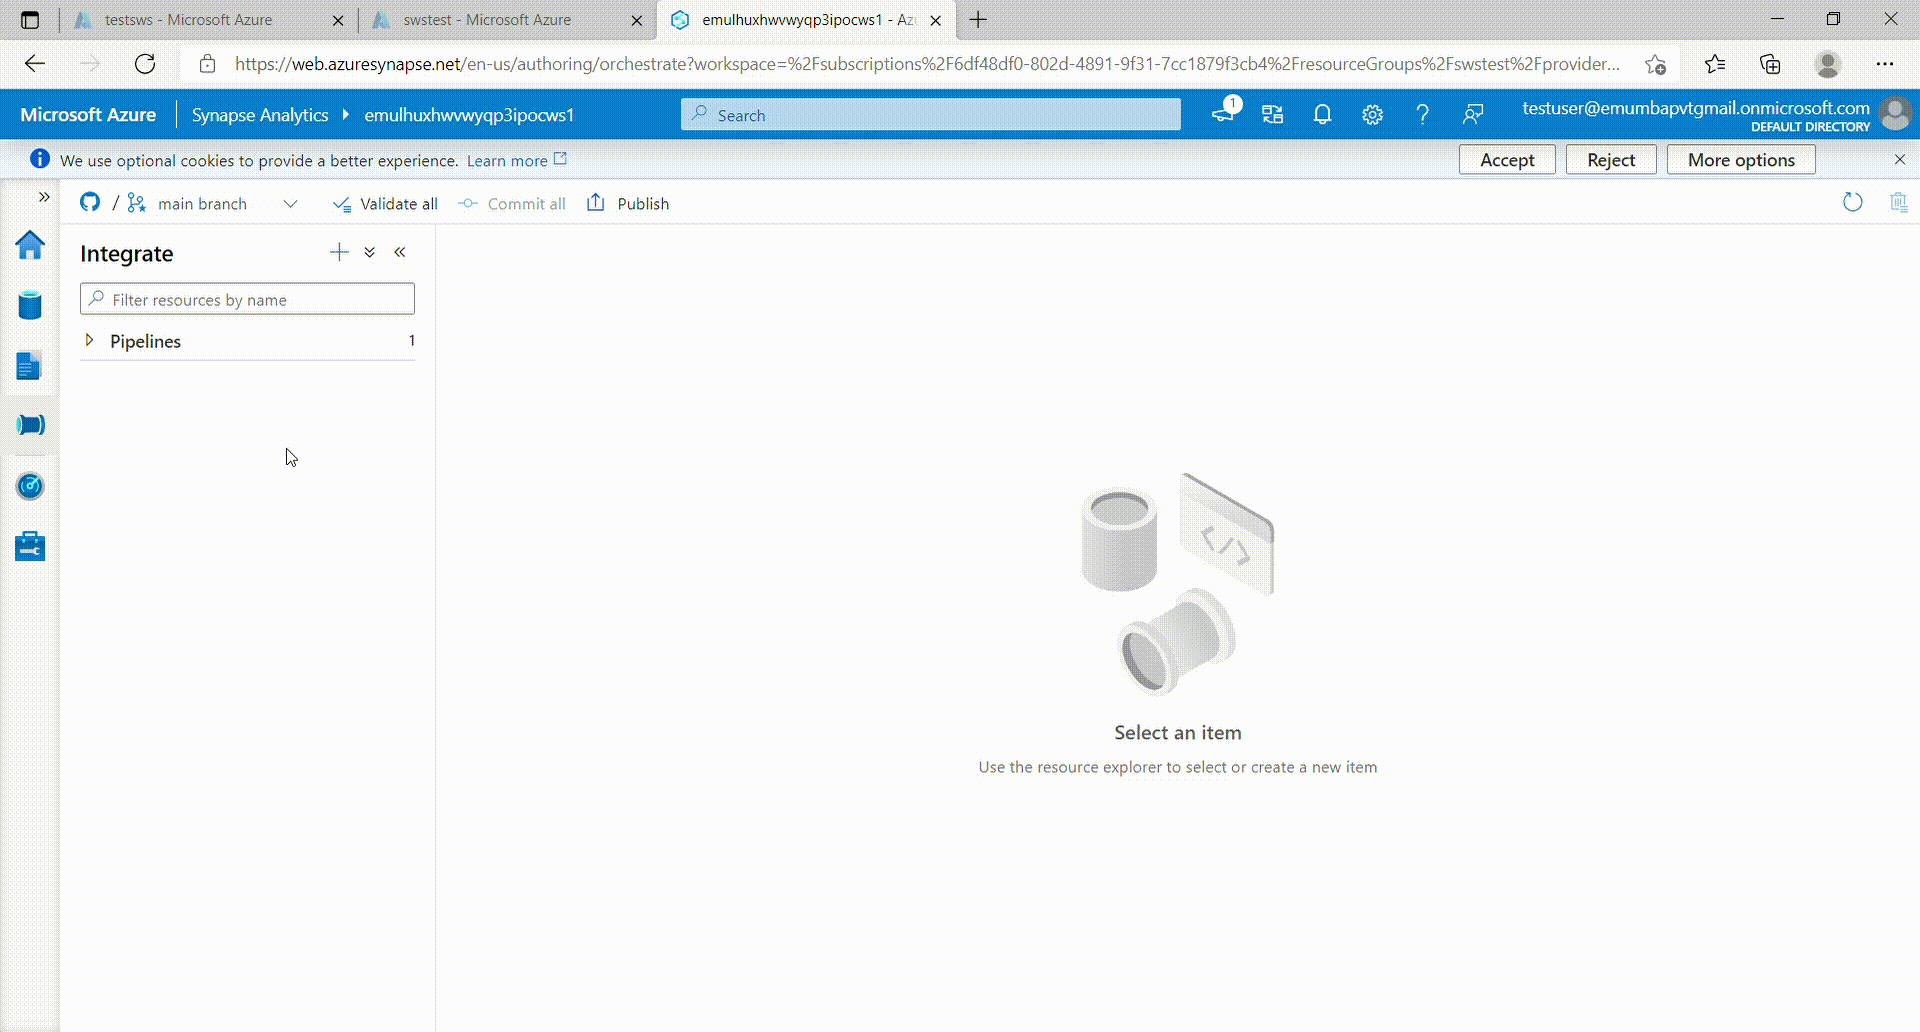 testsws - Microsoft Azure
swstest - Microsoft Azure
emulhuxhwvwyqp3ipocws1 - Az
https://web.azuresynapse.net/en-us/authoring/orchestrate?workspace=%2Fsubscriptions%2F6df48df0-802d-4891-9f31-7cc1879f3cb4%2FresourceGroups%2Fswstest%2Fprovider...
Microsoft Azure
Synapse Analytics
emulhuxhwvwyqp3ipocws1
Search
1
testuser@emumbapvtgmail.onmicrosoft.com
DEFAULT DIRECTORY
We use optional cookies to provide a better experience. Learn more
Accept
Reject
More options
/ main branch
Validate all
Commit all
Publish
Integrate
Filter resources by name
Pipelines 1
Select an item
Use the resource explorer to select or create a new item